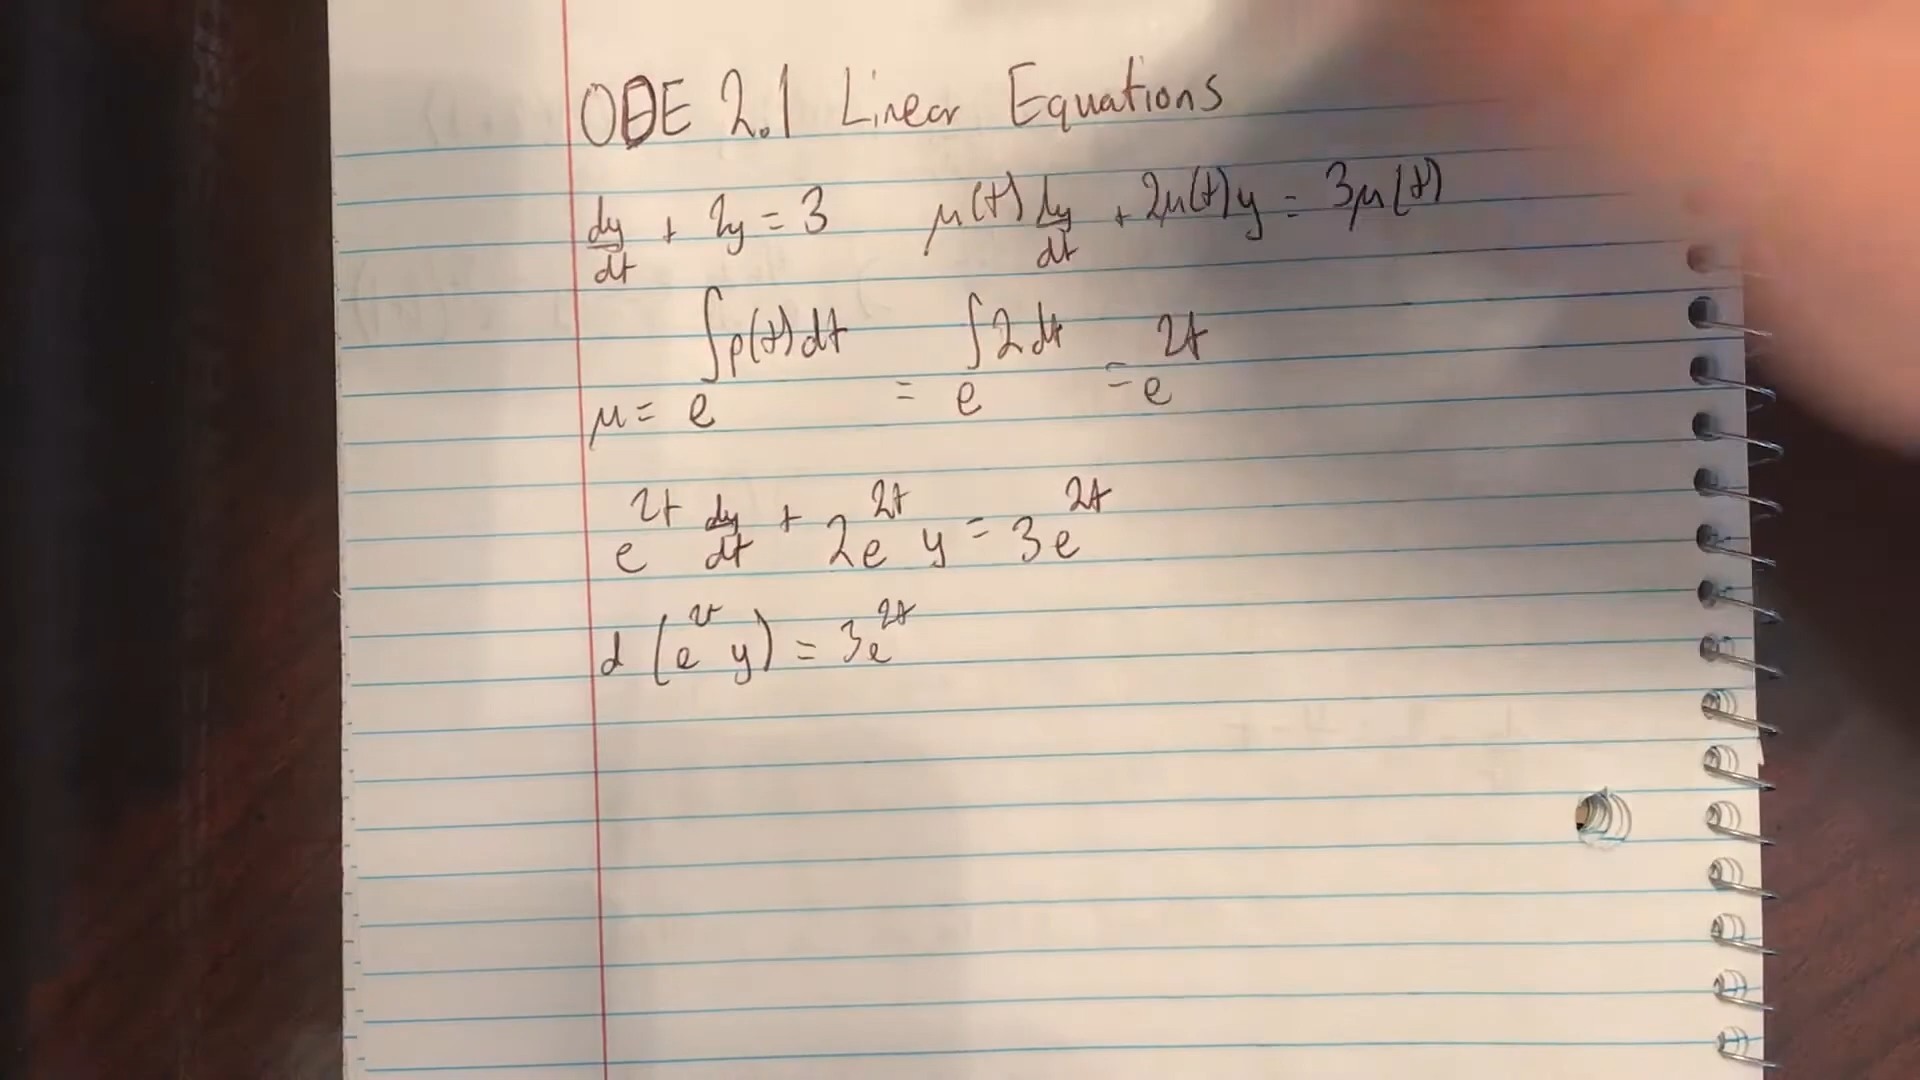 ODE 2.1 Linear Equations
dy/dt + 2y = 3    μ(t) dy/dt + 2μ(t)y = 3μ(t)
μ = e^∫p(t)dt = e^∫2dt = e^2t
e^2t dy/dt + 2e^2t y = 3e^2t
d (e^2t y) = 3e^2t